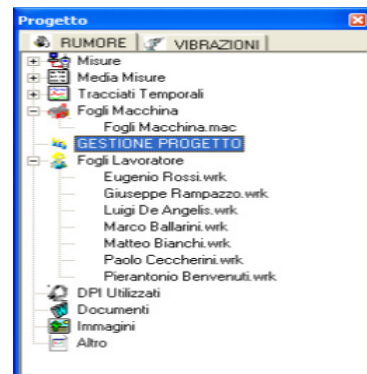 Progetto
RUMORE VIBRAZIONI
Misure
Media Misure
Tracciati Temporali
Fogli Macchina
Fogli Macchina.mac
GESTIONE PROGETTO
Fogli Lavoratore
Eugenio Rossi.wrk
Giuseppe Rampazzo.wrk
Luigi De Angelis.wrk
Marco Ballarini.wrk
Matteo Bianchi.wrk
Paolo Ceccherini.wrk
Pierantonio Benvenuti.wrk
DPI Utilizzati
Documenti
Immagini
Altro